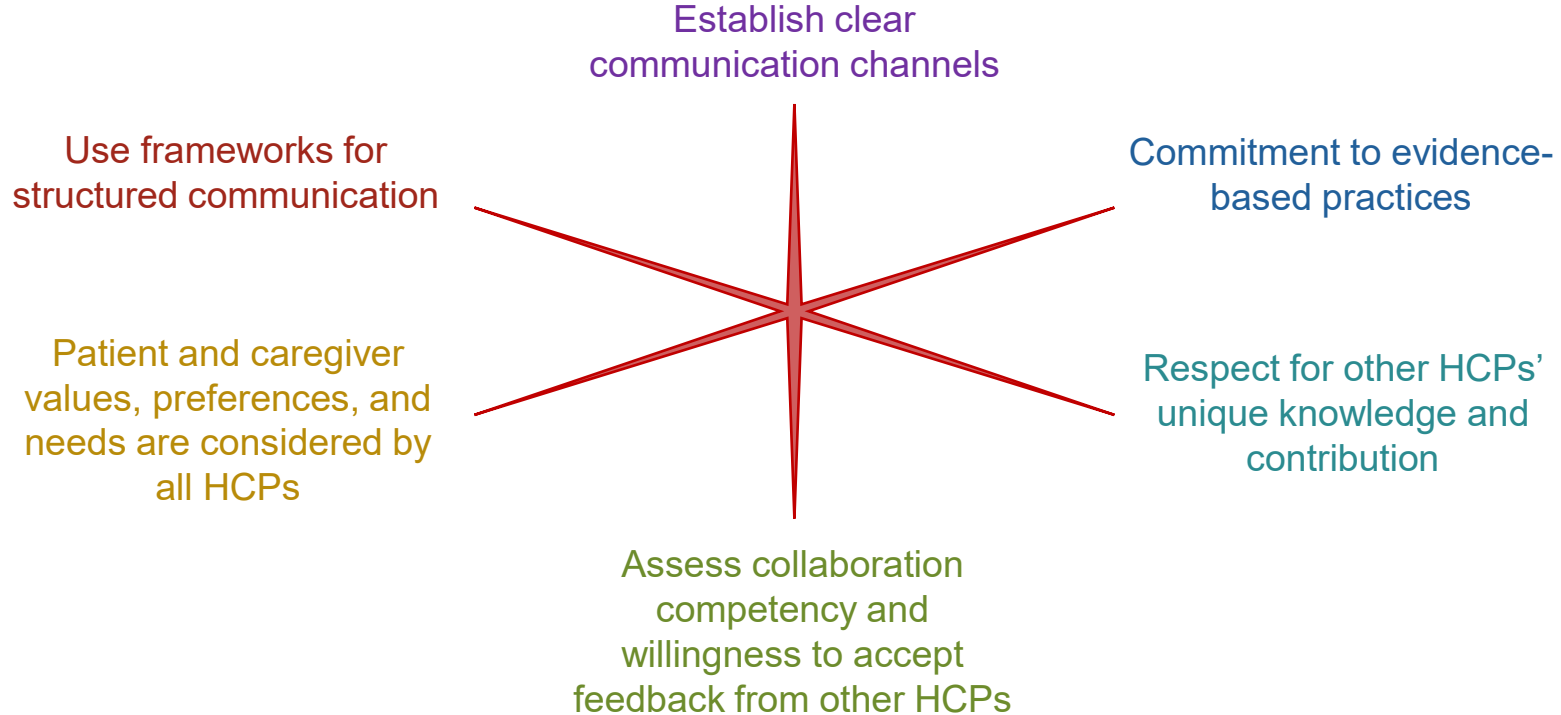 Establish clear
communication channels
Use frameworks for
structured communication
Commitment to evidence-
based practices
Patient and caregiver
values, preferences, and
needs are considered by
all HCPs
Respect for other HCPs’
unique knowledge and
contribution
Assess collaboration
competency and
willingness to accept
feedback from other HCPs